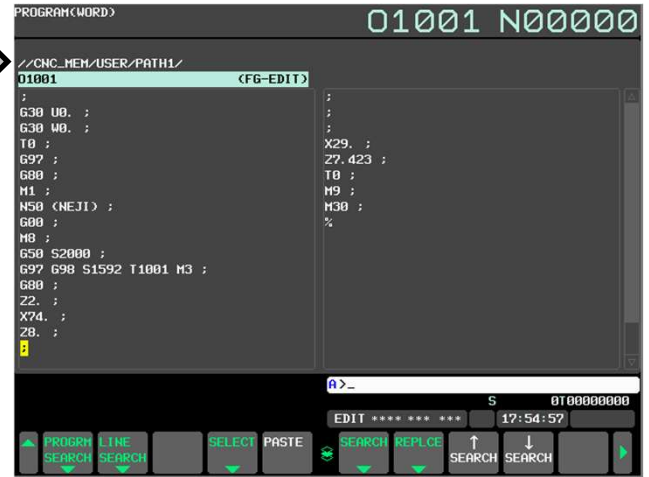 PROGRAM(WORD)
O1001 N00000
//CNC_MEM/USER/PATH1/
O1001 (FG-EDIT)
;
G30 U0. ;
G30 W0. ;
T0 ;
G97 ;
G80 ;
M1 ;
N50 (NEJI) ;
G00 ;
M8 ;
G50 S2000 ;
G97 G98 S1592 T1001 M3 ;
G80 ;
Z2. ;
X74. ;
Z8. ;
;
;
;
;
X29. ;
Z7.423 ;
T0 ;
M9 ;
M30 ;
%
A>_
S 0T00000000
EDIT **** *** *** 17:54:57
PROGRM SEARCH
LINE SEARCH
SELECT
PASTE
SEARCH
REPLCE
↑ SEARCH
↓ SEARCH